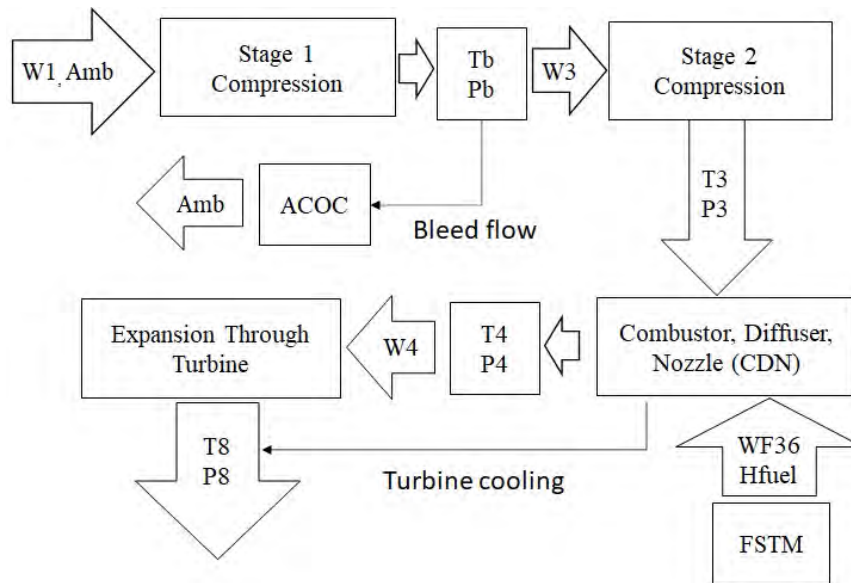 W1, Amb
Stage 1
Compression
Tb
Pb
W3
Stage 2
Compression
T3
P3
Amb
ACOC
Bleed flow
Expansion Through
Turbine
W4
T4
P4
Combustor, Diffuser,
Nozzle (CDN)
T8
P8
Turbine cooling
WF36
Hfuel
FSTM